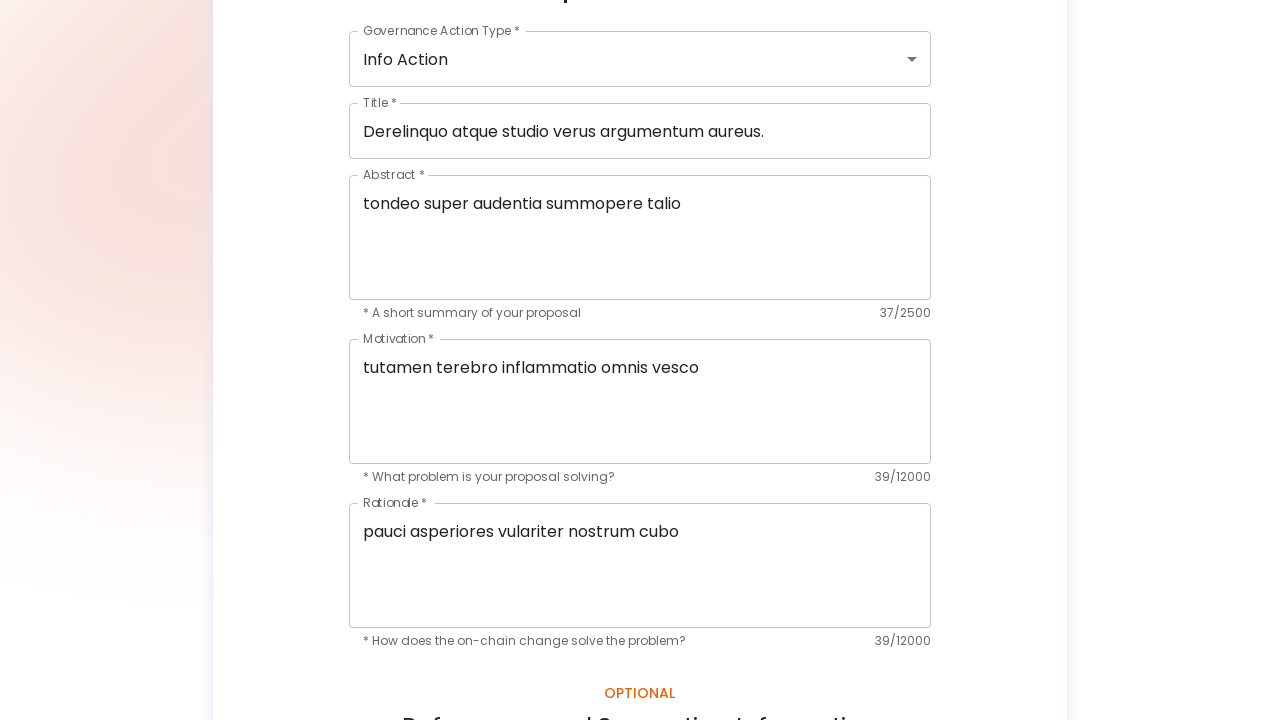 Governance Action Type *
Info Action
Title *
Derelinquo atque studio verus argumentum aureus.
Abstract *
tondeo super audentia summopere talio
* A short summary of your proposal 37/2500
Motivation *
tutamen terebro inflammatio omnis vesco
* What problem is your proposal solving? 39/12000
Rationale *
pauci asperiores vulariter nostrum cubo
* How does the on-chain change solve the problem? 39/12000
OPTIONAL